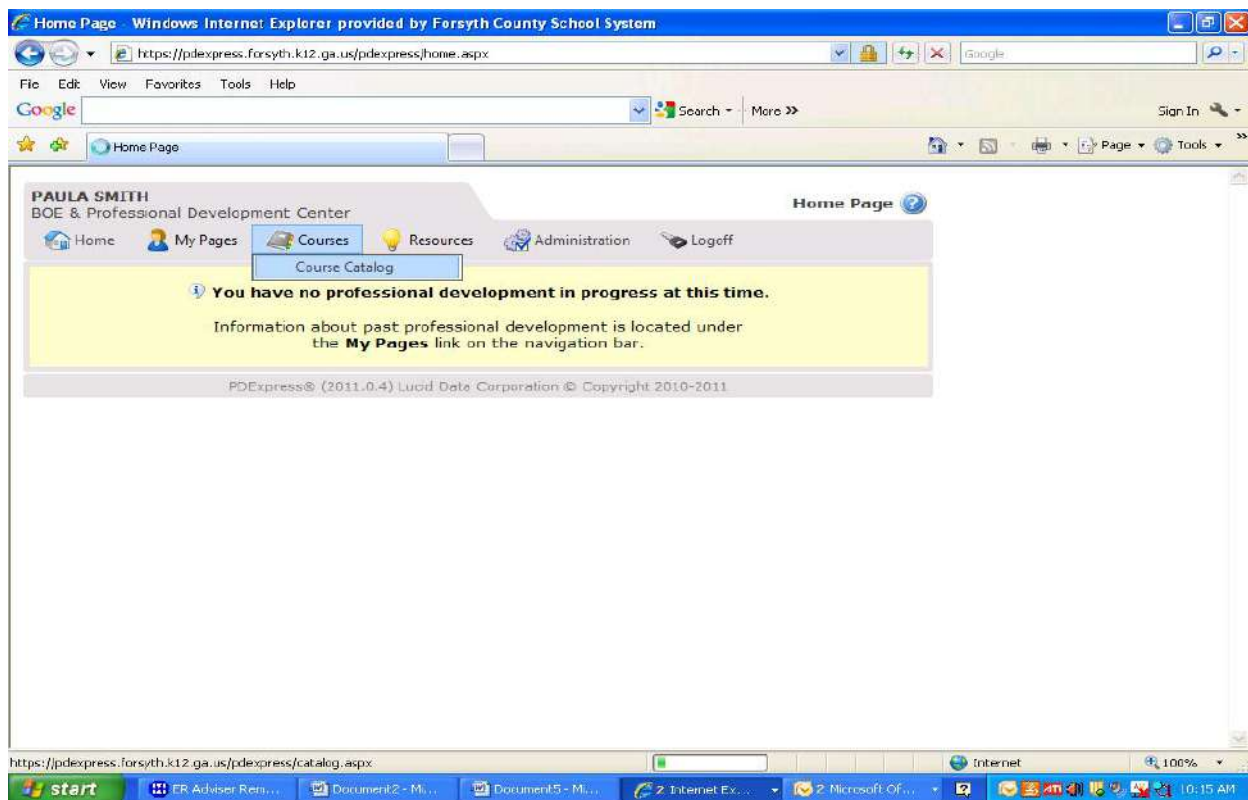 Home Page - Windows Internet Explorer provided by Forsyth County School System
https://pdexpress.forsyth.k12.ga.us/pdexpress/home.aspx
Google
File Edit View Favorites Tools Help
Google Search More >> Sign In
Home Page Page Tools >>
PAULA SMITH
BOE & Professional Development Center
Home Page
Home My Pages Courses Resources Administration Logoff
Course Catalog
You have no professional development in progress at this time.
Information about past professional development is located under
the My Pages link on the navigation bar.
PDExpress® (2011.0.4) Lucid Data Corporation © Copyright 2010-2011
https://pdexpress.forsyth.k12.ga.us/pdexpress/catalog.aspx Internet 100%
start ER Adviser Rem... Document2 - Mi... Document5 - Mi... 2 Internet Ex... 2 Microsoft Of... 10:15 AM